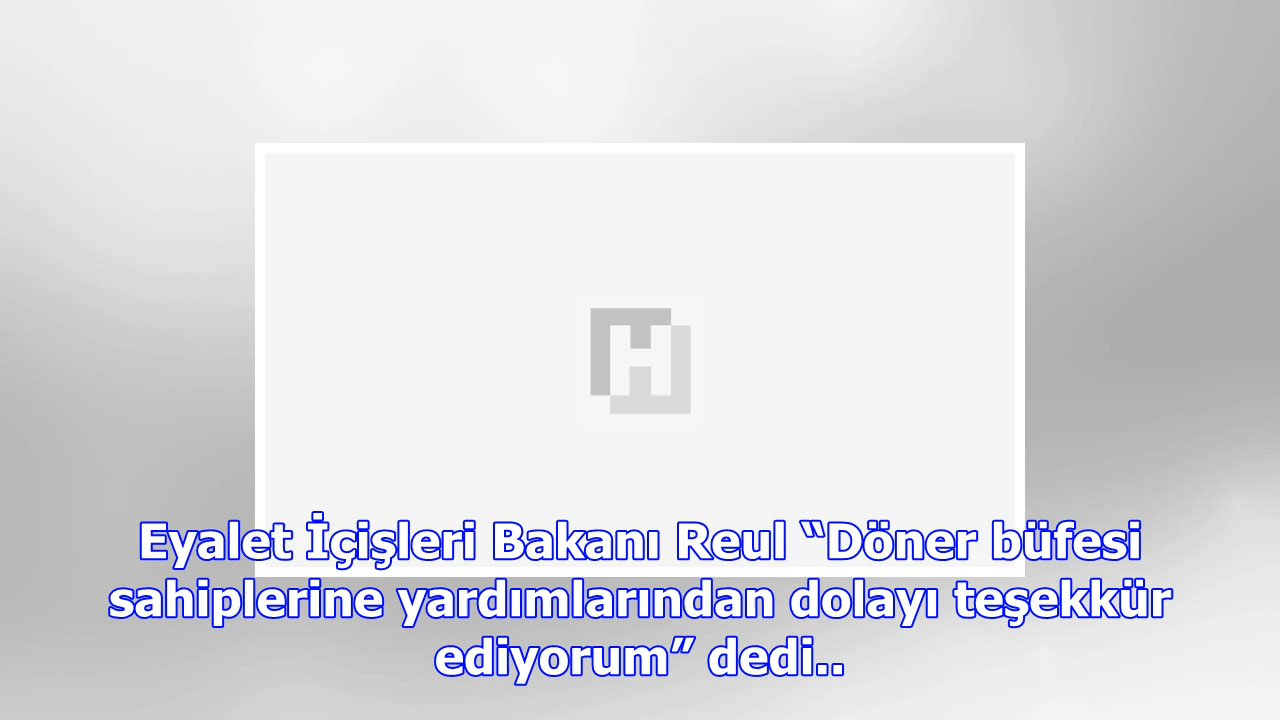 Eyalet İçişleri Bakanı Reul “Döner büfesi
sahiplerine yardımlarından dolayı teşekkür
ediyorum” dedi..